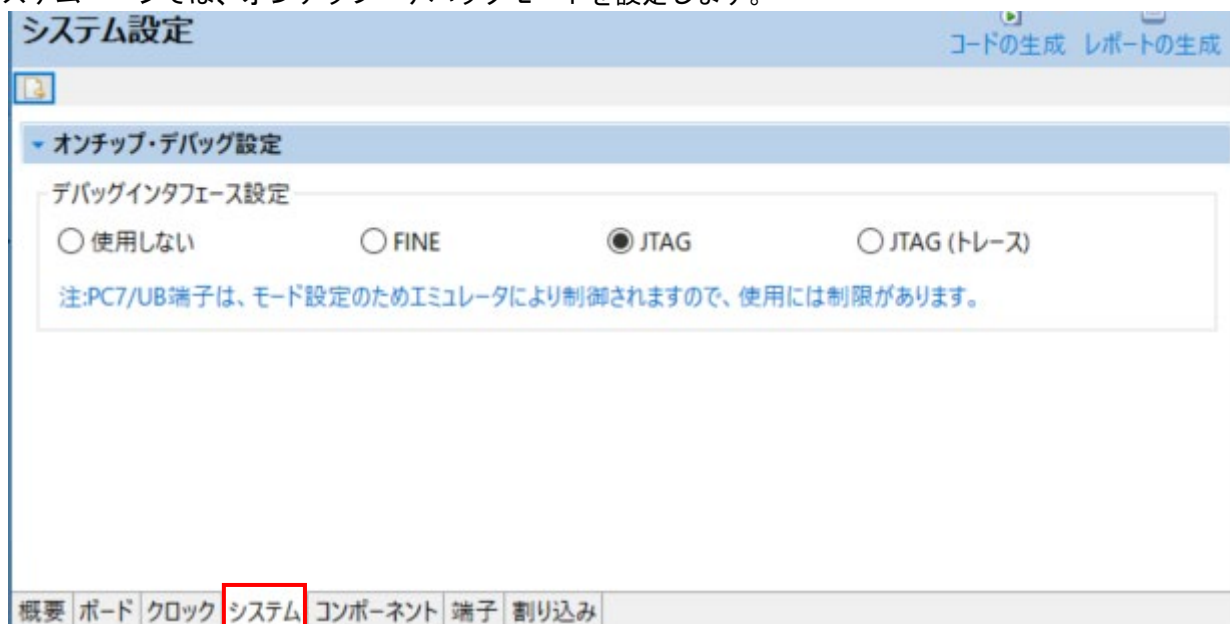 システム設定
コードの生成 レポートの生成
オンチップ・デバッグ設定
デバッグインタフェース設定
使用しない FINE JTAG JTAG (トレース)
注:PC7/UB端子は、モード設定のためエミュレータにより制御されますので、使用には制限があります。
概要 ボード クロック システム コンポーネント 端子 割り込み